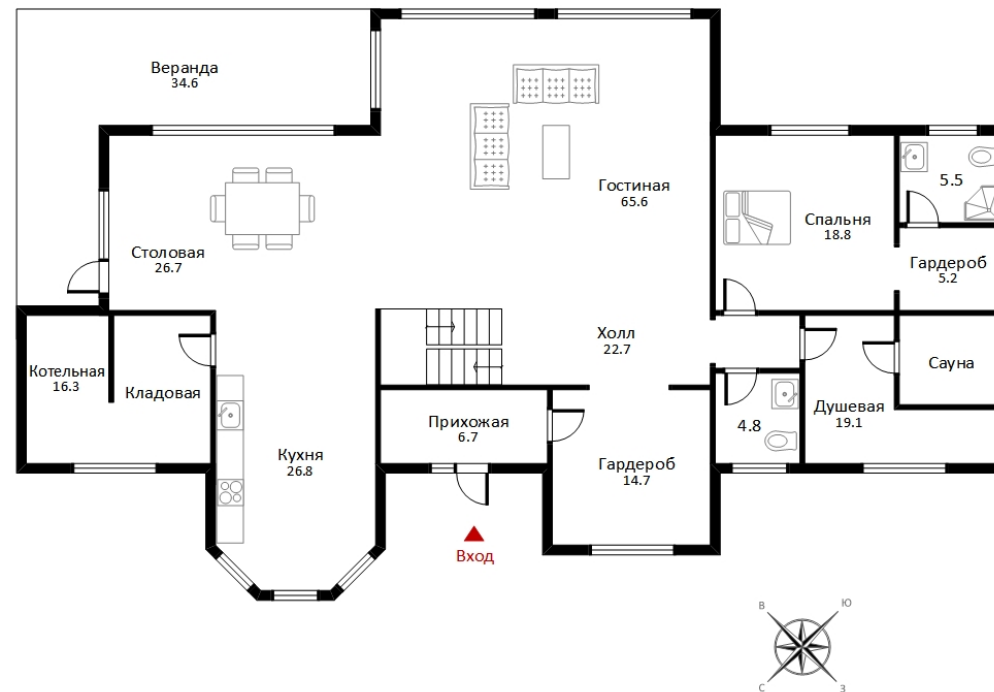 Веранда
34.6
Гостиная
65.6
5.5
Спальня
18.8
Столовая
26.7
Гардероб
5.2
Холл
22.7
Котельная
16.3
Кладовая
Сауна
Прихожая
6.7
4.8
Душевая
19.1
Кухня
26.8
Гардероб
14.7
Вход
В
Ю
С
З